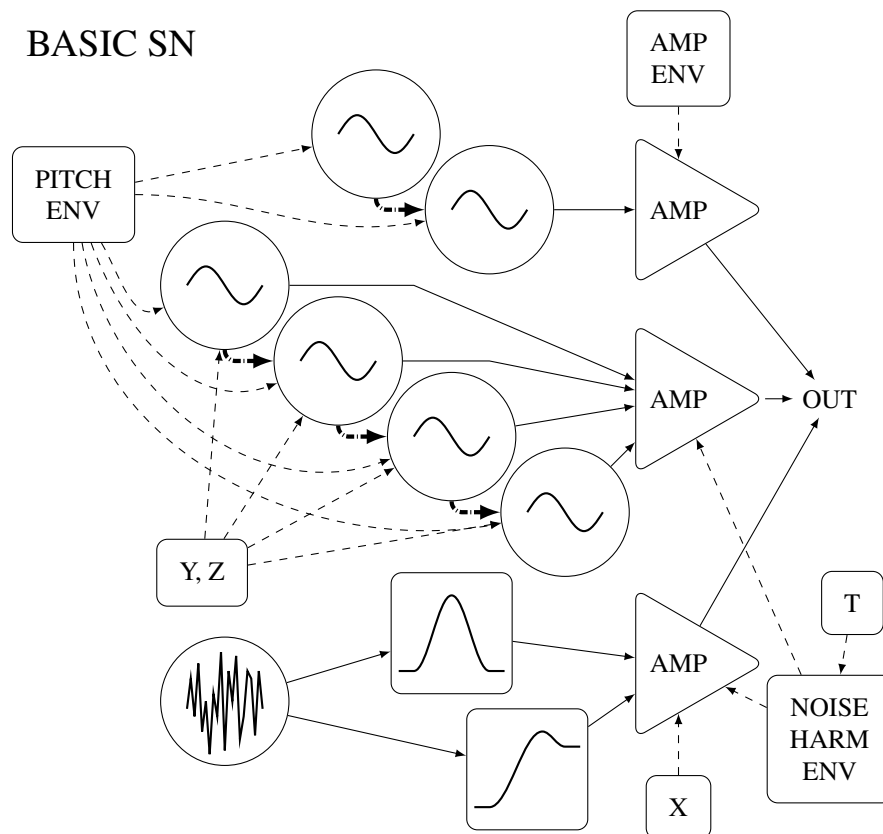 BASIC SN
AMP
ENV
PITCH
ENV
AMP
AMP
OUT
Y, Z
T
AMP
NOISE
HARM
ENV
X